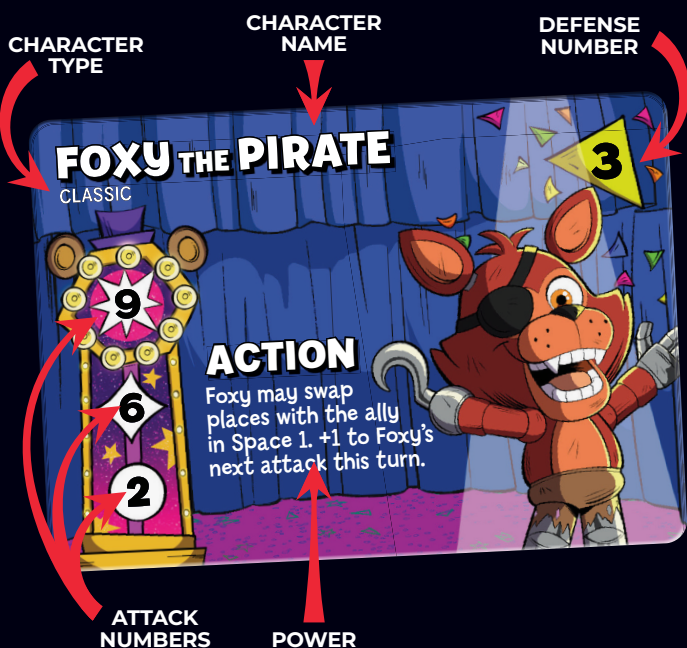 CHARACTER
TYPE
CHARACTER
NAME
DEFENSE
NUMBER
FOXY THE PIRATE
CLASSIC
3
9
6
2
ACTION
Foxy may swap
places with the ally
in Space 1. +1 to Foxy's
next attack this turn.
ATTACK
NUMBERS
POWER